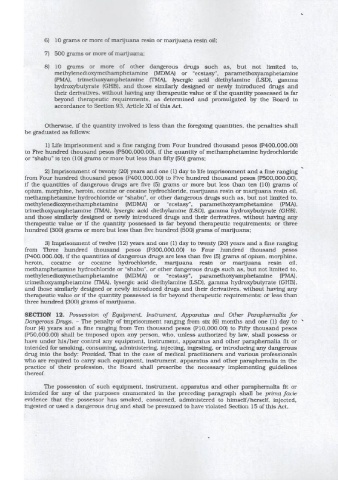 6) 10 grams or more of marijuana resin or marijuana resin oil;
7) 500 grams or more of marijuana;
8) 10 grams or more of other dangerous drugs such as, but not limited to,
methylenedioxymethamphetamine (MDMA) or "ecstasy", paramethoxyamphetamine
(PMA), trimethoxyamphetamine (TMA), lysergic acid diethylamine (LSD), gamma
hydroxybutyrate (GHB), and those similarly designed or newly introduced drugs and
their derivatives, without having any therapeutic value or if the quantity possessed is far
beyond therapeutic requirements, as determined and promulgated by the Board in
accordance to Section 93, Article XI of this Act.
Otherwise, if the quantity involved is less than the foregoing quantities, the penalties shall
be graduated as follows:
1) Life imprisonment and a fine ranging from Four hundred thousand pesos (P400,000.00)
to Five hundred thousand pesos (P500,000.00), if the quantity of methamphetamine hydrochloride
or "shabu" is ten (10) grams or more but less than fifty (50) grams;
2) Imprisonment of twenty (20) years and one (1) day to life imprisonment and a fine ranging
from Four hundred thousand pesos (P400,000.00) to Five hundred thousand pesos (P500,000.00),
if the quantities of dangerous drugs are five (5) grams or more but less than ten (10) grams of
opium, morphine, heroin, cocaine or cocaine hydrochloride, marijuana resin or marijuana resin oil,
methamphetamine hydrochloride or "shabu", or other dangerous drugs such as, but not limited to,
methylenedioxymethamphetamine (MDMA) or "ecstasy", paramethoxyamphetamine (PMA),
trimethoxyamphetamine (TMA), lysergic acid diethylamine (LSD), gamma hydroxybutyrate (GHB),
and those similarly designed or newly introduced drugs and their derivatives, without having any
therapeutic value or if the quantity possessed is far beyond therapeutic requirements; or three
hundred (300) grams or more but less than five hundred (500) grams of marijuana;
3) Imprisonment of twelve (12) years and one (1) day to twenty (20) years and a fine ranging
from Three hundred thousand pesos (P300,000.00) to Four hundred thousand pesos
(P400,000.00), if the quantities of dangerous drugs are less than five (5) grams of opium, morphine,
heroin, cocaine or cocaine hydrochloride, marijuana resin or marijuana resin oil,
methamphetamine hydrochloride or "shabu", or other dangerous drugs such as, but not limited to,
methylenedioxymethamphetamine (MDMA) or "ecstasy", paramethoxyamphetamine (PMA),
trimethoxyamphetamine (TMA), lysergic acid diethylamine (LSD), gamma hydroxybutyrate (GHB),
and those similarly designed or newly introduced drugs and their derivatives, without having any
therapeutic value or if the quantity possessed is far beyond therapeutic requirements; or less than
three hundred (300) grams of marijuana.
SECTION 12. Possession of Equipment, Instrument, Apparatus and Other Paraphernalia for
Dangerous Drugs. - The penalty of imprisonment ranging from six (6) months and one (1) day to
four (4) years and a fine ranging from Ten thousand pesos (P10,000.00) to Fifty thousand pesos
(P50,000.00) shall be imposed upon any person, who, unless authorized by law, shall possess or
have under his/her control any equipment, instrument, apparatus and other paraphernalia fit or
intended for smoking, consuming, administering, injecting, ingesting, or introducing any dangerous
drug into the body: Provided, That in the case of medical practitioners and various professionals
who are required to carry such equipment, instrument, apparatus and other paraphernalia in the
practice of their profession, the Board shall prescribe the necessary implementing guidelines
thereof.
The possession of such equipment, instrument, apparatus and other paraphernalia fit or
intended for any of the purposes enumerated in the preceding paragraph shall be prima facie
evidence that the possessor has smoked, consumed, administered to himself/herself, injected,
ingested or used a dangerous drug and shall be presumed to have violated Section 15 of this Act.